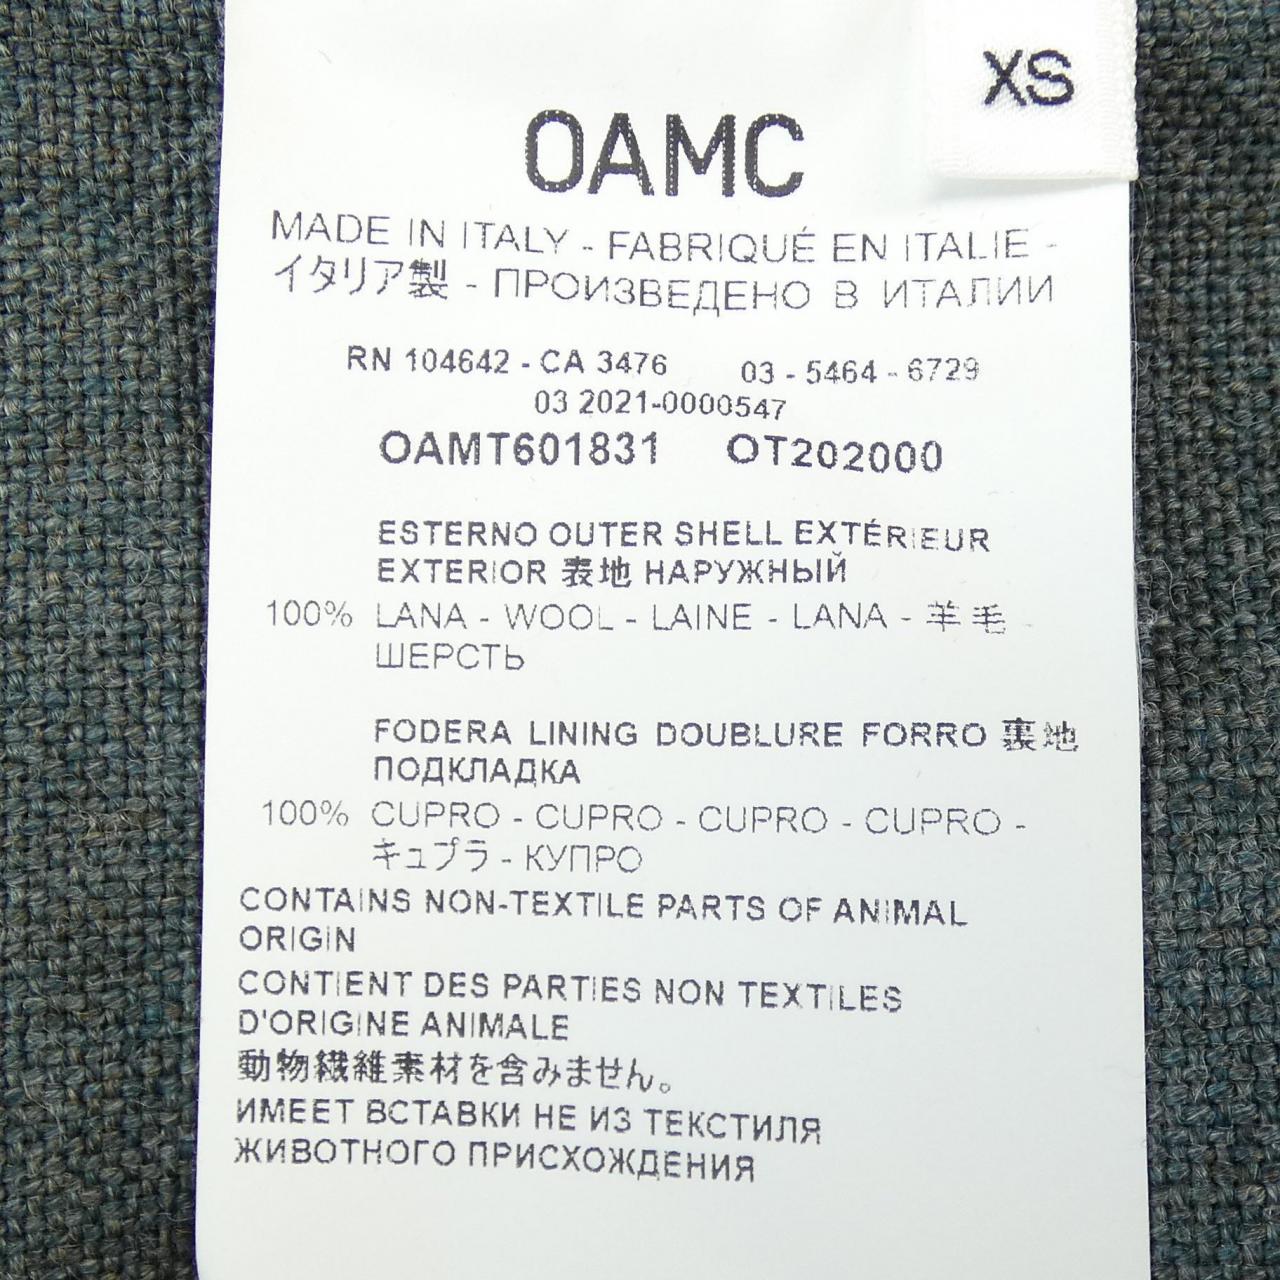 XS
OAMC
MADE IN ITALY - FABRIQUÉ EN ITALIE -
イタリア製 - ПРОИЗВЕДЕНО В ИТАЛИИ
RN 104642 - CA 3476 03 - 5464 - 6729
03 2021-0000547
OAMT601831 OT202000
ESTERNO OUTER SHELL EXTÉRIEUR
EXTERIOR 表地 НАРУЖНЫЙ
100% LANA - WOOL - LAINE - LANA - 羊毛 -
ШЕРСТЬ
FODERA LINING DOUBLURE FORRO 裏地
ПОДКЛАДКА
100% CUPRO - CUPRO - CUPRO - CUPRO -
キュプラ - КУПРО
CONTAINS NON-TEXTILE PARTS OF ANIMAL
ORIGIN
CONTIENT DES PARTIES NON TEXTILES
D'ORIGINE ANIMALE
動物繊維素材を含みません。
ИМЕЕТ ВСТАВКИ НЕ ИЗ ТЕКСТИЛЯ
ЖИВОТНОГО ПРИСХОЖДЕНИЯ